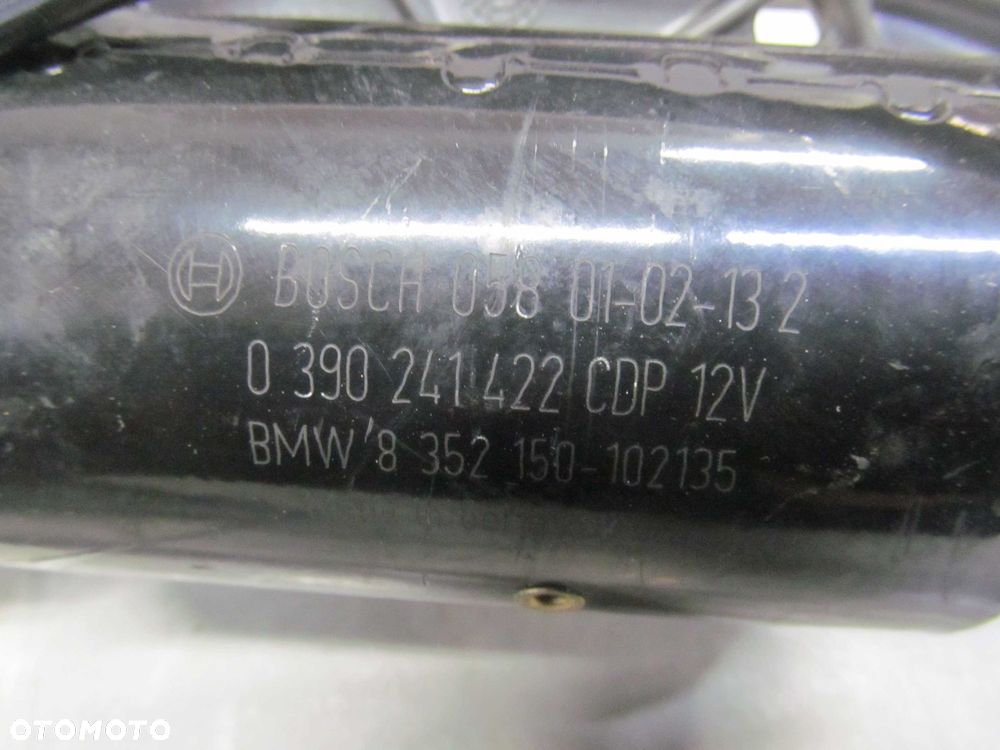 BOSCH 058 01-02-13 2
0 390 241 422 CDP 12V
BMW 8 352 150-102135
OTOMOTO